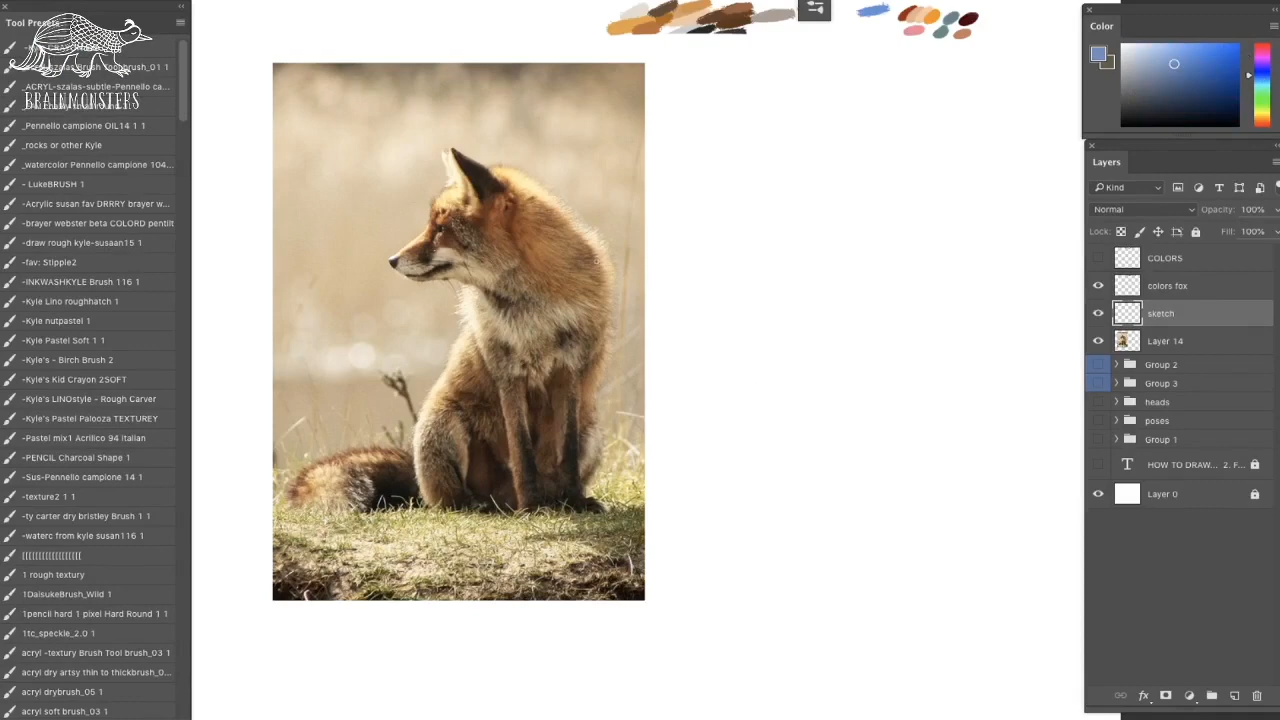 Tool Presets
BRAINMONSTERS
_ACRYL-szalas-subtle-Pennello ca...
_Pennello campione OIL14 1 1
_rocks or other Kyle
_watercolor Pennello campione 104...
- LukeBRUSH 1
-Acrylic susan fav DRRRY brayer w...
-brayer webster beta COLORD pentilt
-draw rough kyle-susaan15 1
-fav: Stipple2
-INKWASHKYLE Brush 116 1
-Kyle Lino roughhatch 1
-Kyle nutpastel 1
-Kyle Pastel Soft 1 1
-Kyle's - Birch Brush 2
-Kyle's Kid Crayon 2SOFT
-Kyle's LINOstyle - Rough Carver
-Kyle's Pastel Palooza TEXTUREY
-Pastel mix1 Acrilico 94 italian
-PENCIL Charcoal Shape 1
-Sus-Pennello campione 14 1
-texture2 1 1
-ty carter dry bristley Brush 1 1
-waterc from kyle susan116 1
[[[[[[[[[[[[[[[[[
1 rough textury
1DaisukeBrush_Wild 1
1pencil hard 1 pixel Hard Round 1 1
1tc_speckle_2.0 1
acryl -textury Brush Tool brush_03 1
acryl dry artsy thin to thickbrush_0...
acryl drybrush_05 1
acryl soft brush_03 1
Color
Layers
Kind
Normal
Opacity: 100%
Lock:
Fill: 100%
COLORS
colors fox
sketch
Layer 14
Group 2
Group 3
heads
poses
Group 1
HOW TO DRAW... 2. F...
Layer 0